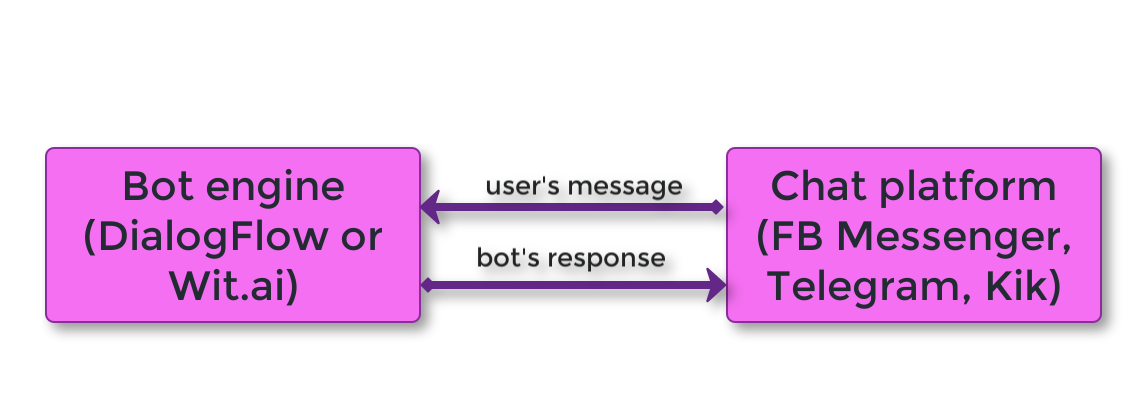 Bot engine
(DialogFlow or
Wit.ai)
user's message
bot's response
Chat platform
(FB Messenger,
Telegram, Kik)